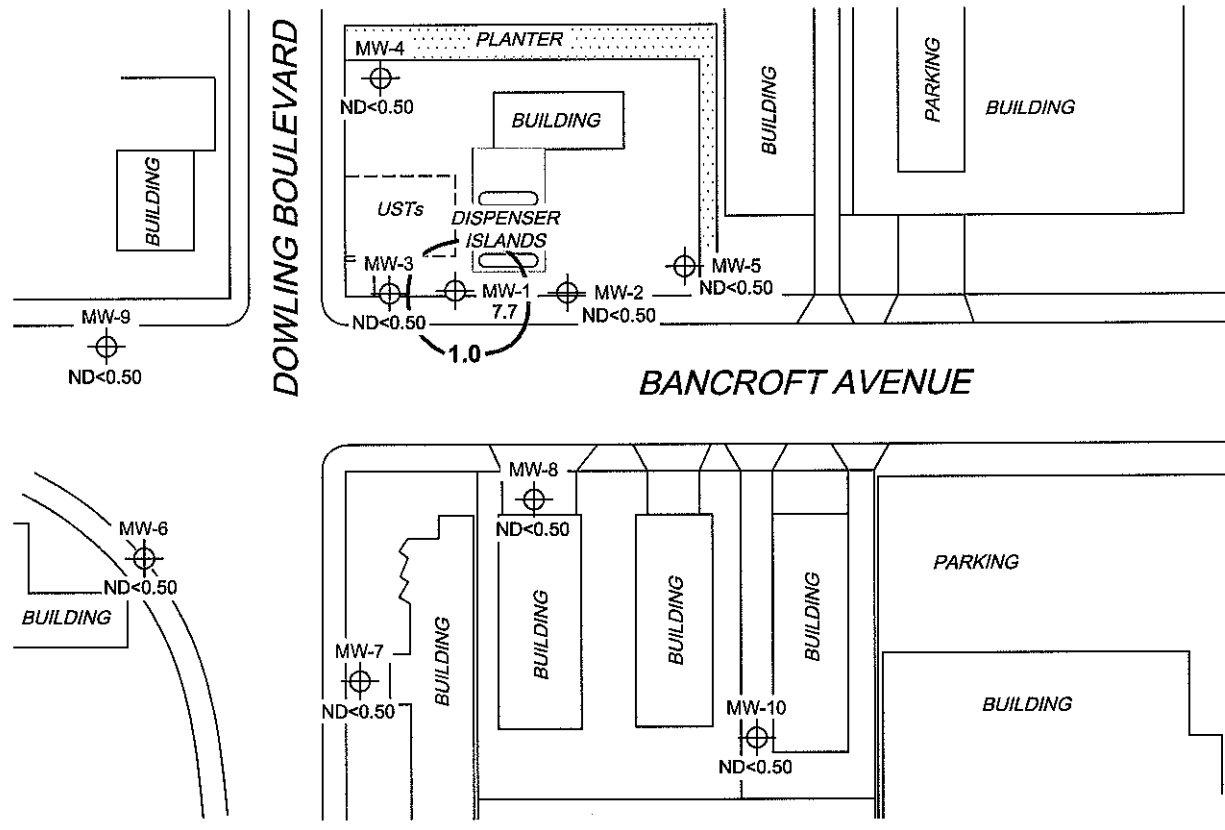 DOWLING BOULEVARD
MW-4
ND<0.50
PLANTER
BUILDING
BUILDING
PARKING
BUILDING
BUILDING
USTs
DISPENSER
ISLANDS
MW-3
ND<0.50
MW-1
7.7
MW-2
ND<0.50
MW-5
ND<0.50
1.0
MW-9
ND<0.50
BANCROFT AVENUE
MW-8
ND<0.50
MW-6
ND<0.50
BUILDING
MW-7
ND<0.50
BUILDING
BUILDING
BUILDING
BUILDING
MW-10
ND<0.50
PARKING
BUILDING